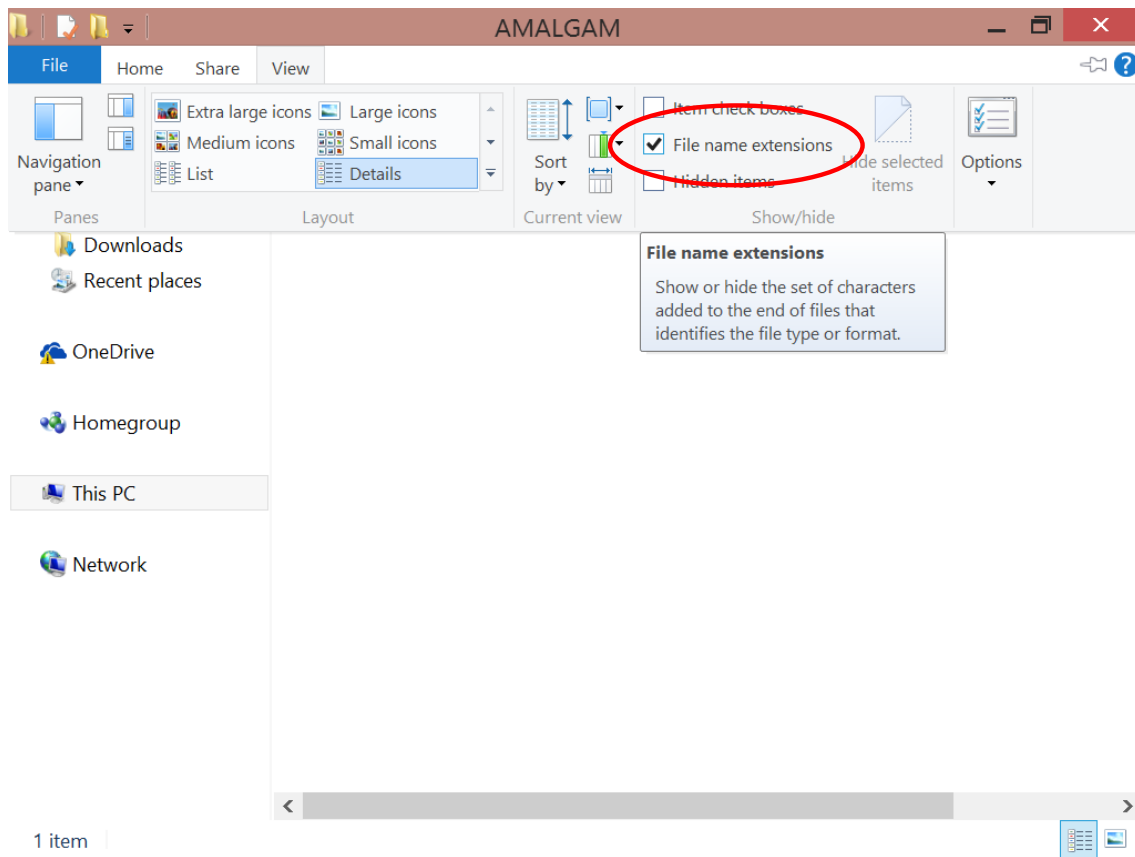 AMALGAM
File Home Share View
Extra large icons Large icons
Medium icons Small icons
List Details
Navigation
pane
Sort
by
Item check boxes
File name extensions
Hidden items
Hide selected
items
Options
Panes Layout Current view Show/hide
File name extensions
Show or hide the set of characters
added to the end of files that
identifies the file type or format.
Downloads
Recent places
OneDrive
Homegroup
This PC
Network
1 item